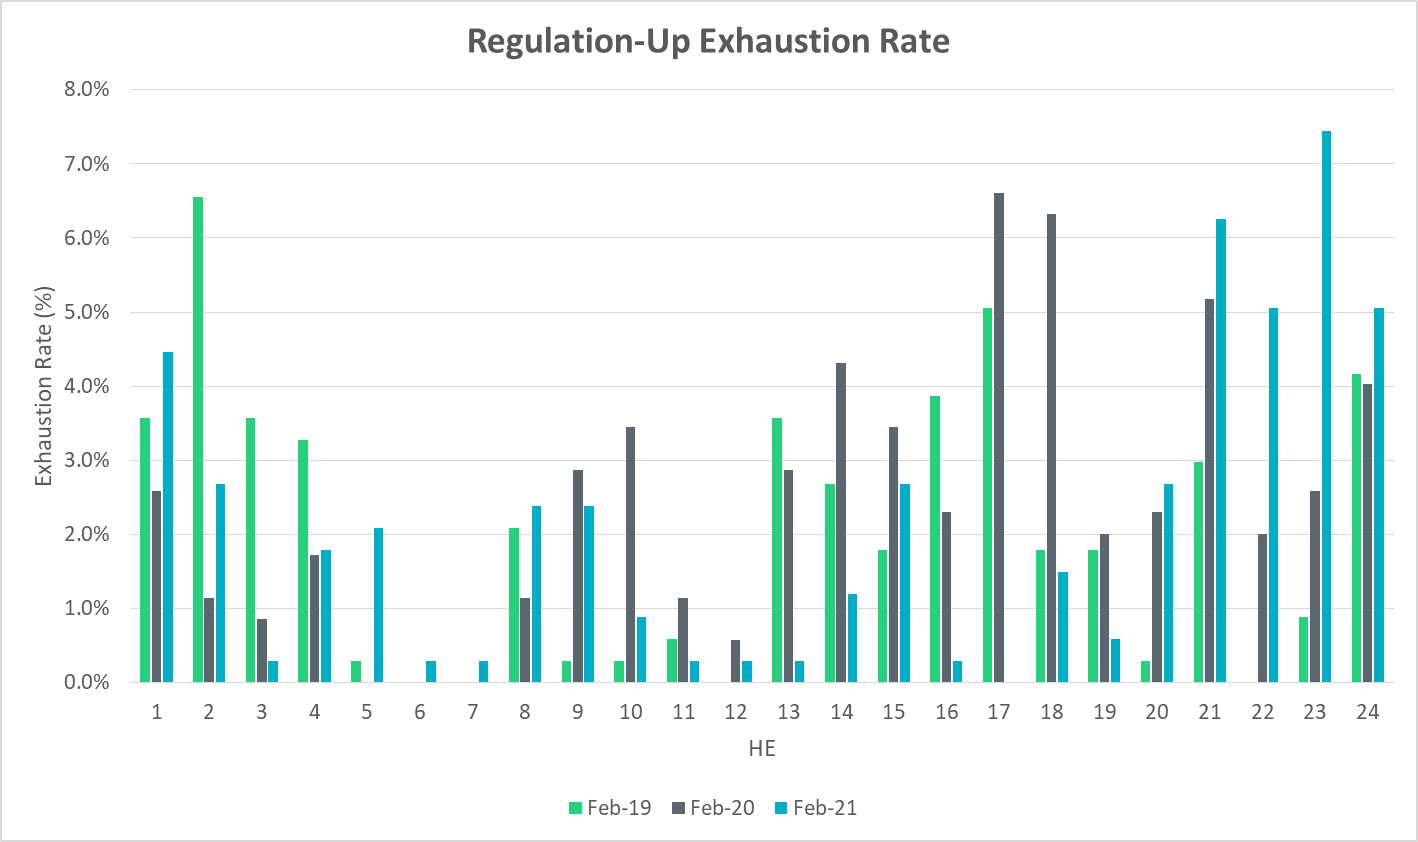 Regulation-Up Exhaustion Rate
8.0%
7.0%
6.0%
5.0%
4.0%
3.0%
2.0%
1.0%
0.0%
Exhaustion Rate (%)
1 2 3 4 5 6 7 8 9 10 11 12 13 14 15 16 17 18 19 20 21 22 23 24
HE
Feb-19 Feb-20 Feb-21